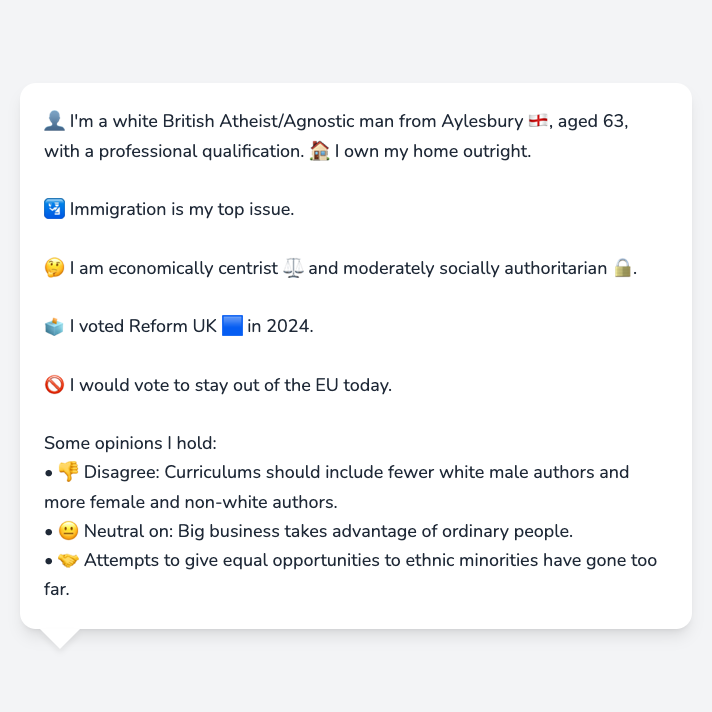 👤 I'm a white British Atheist/Agnostic man from Aylesbury 🏴󠁧󠁢󠁥󠁮󠁧󠁿, aged 63,
with a professional qualification. 🏠 I own my home outright.
🛂 Immigration is my top issue.
🤔 I am economically centrist ⚖️ and moderately socially authoritarian 🔒.
🗳️ I voted Reform UK 🟦 in 2024.
🚫 I would vote to stay out of the EU today.
Some opinions I hold:
• 👎 Disagree: Curriculums should include fewer white male authors and
more female and non-white authors.
• 😐 Neutral on: Big business takes advantage of ordinary people.
• 🤝 Attempts to give equal opportunities to ethnic minorities have gone too
far.